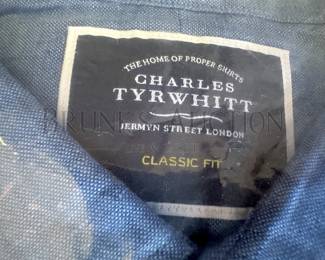 THE HOME OF PROPER SHIRTS
CHARLES
TYRWHITT
JERMYN STREET LONDON
CLASSIC FIT